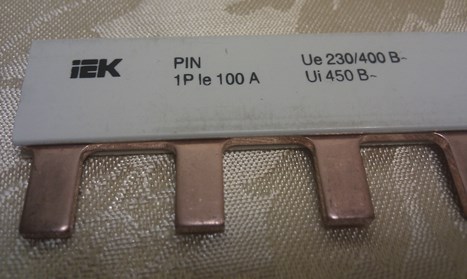 iEK
PIN
1P Ie 100 A
Ue 230/400 В~
Ui 450 В~